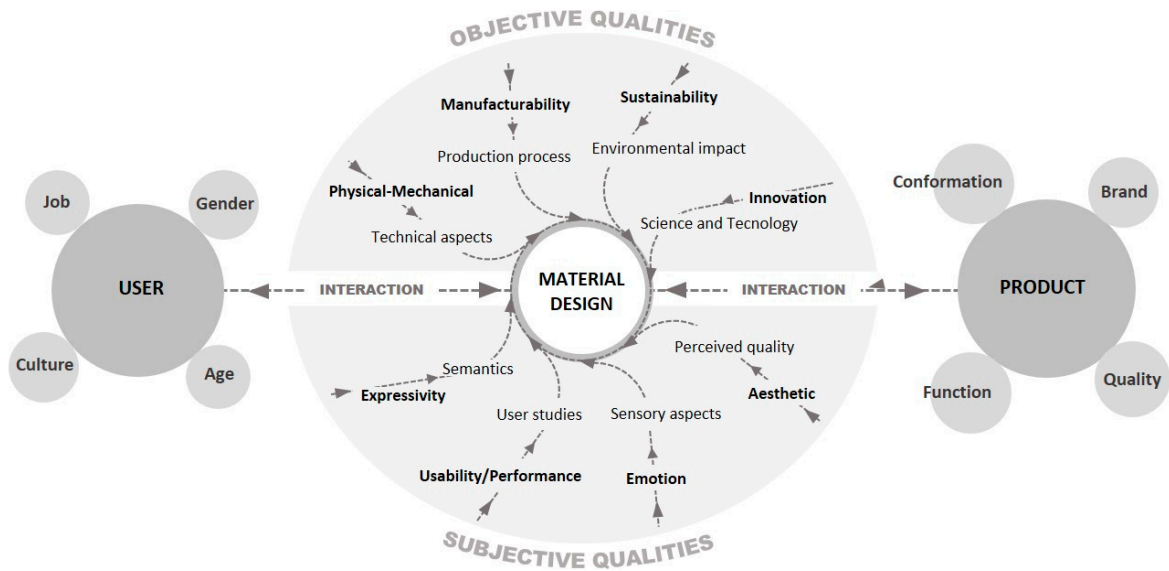 OBJECTIVE QUALITIES
Manufacturability
Sustainability
Production process
Environmental impact
Physical-Mechanical
Innovation
Technical aspects
Science and Tecnology
Job
Gender
USER
Culture
Age
INTERACTION
MATERIAL
DESIGN
INTERACTION
Conformation
Brand
PRODUCT
Function
Quality
Semantics
Perceived quality
Expressivity
Aesthetic
User studies
Sensory aspects
Usability/Performance
Emotion
SUBJECTIVE QUALITIES